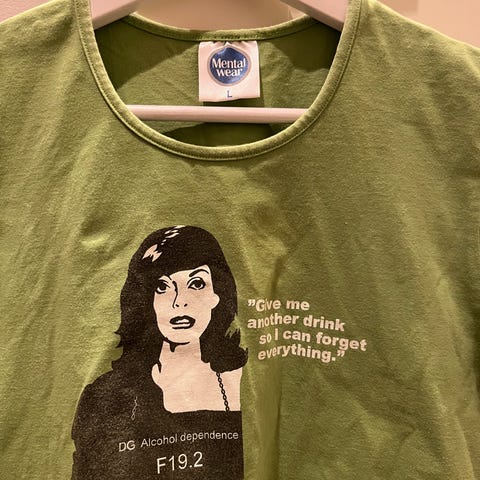 Mental
wear
L
"Give me
another drink
so I can forget
everything."
DG Alcohol dependence
F19.2